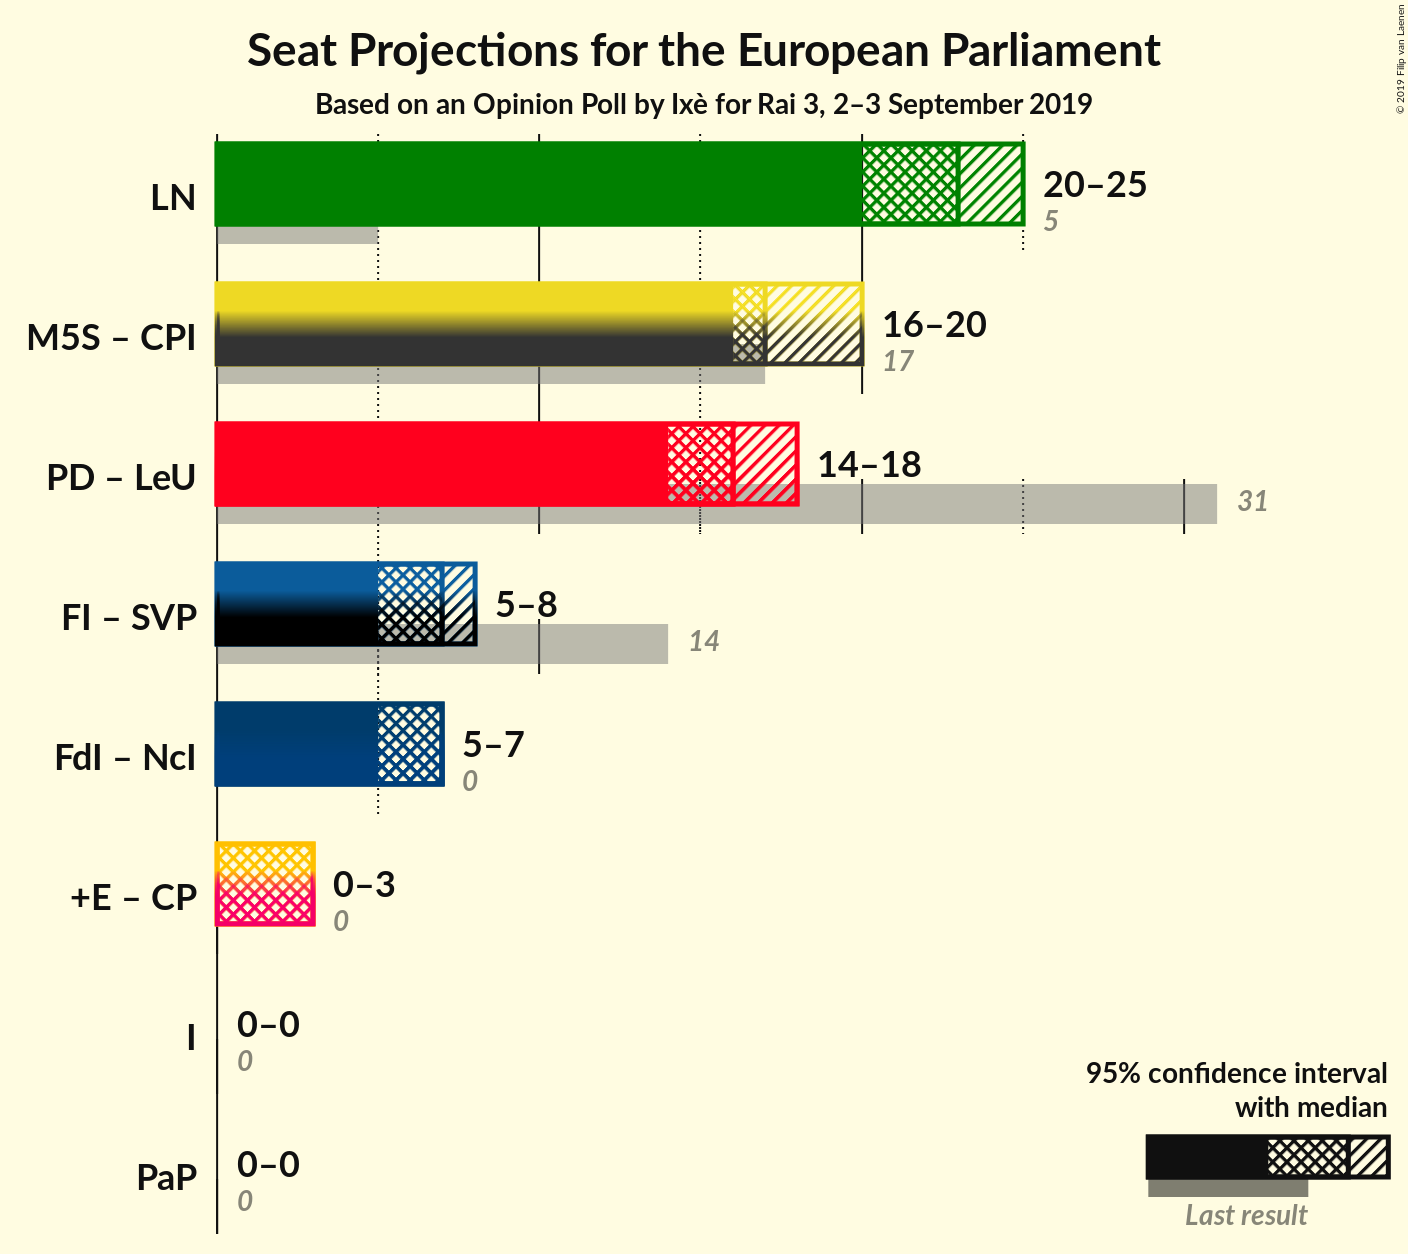 Seat Projections for the European Parliament
Based on an Opinion Poll by Ixè for Rai 3, 2–3 September 2019
© 2019 Filip van Laenen
LN
20–25
5
M5S – CPI
16–20
17
PD – LeU
14–18
31
FI – SVP
5–8
14
FdI – NcI
5–7
0
+E – CP
0–3
0
I
0–0
0
PaP
0–0
0
95% confidence interval
with median
Last result